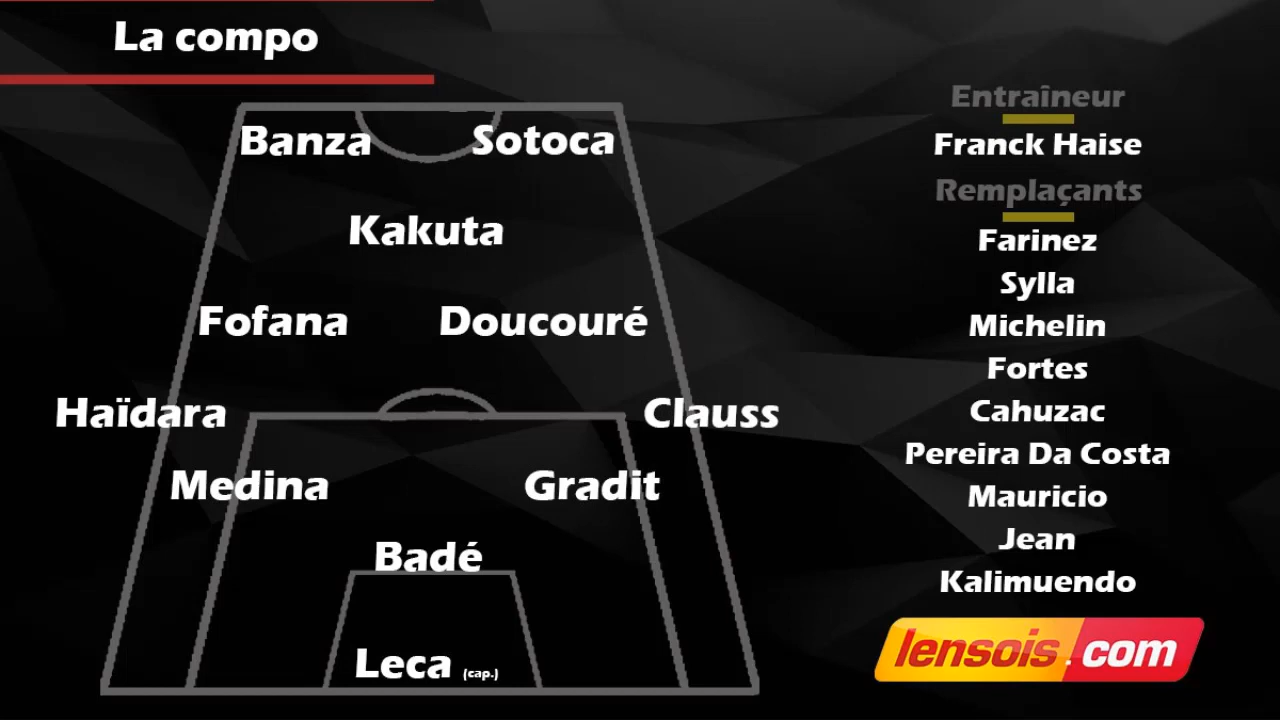 La compo
Banza Sotoca
Kakuta
Fofana Doucouré
Haïdara Clauss
Medina Gradit
Badé
Leca (cap.)
Entraîneur
Franck Haise
Remplaçants
Farinez
Sylla
Michelin
Fortes
Cahuzac
Pereira Da Costa
Mauricio
Jean
Kalimuendo
lensois.com